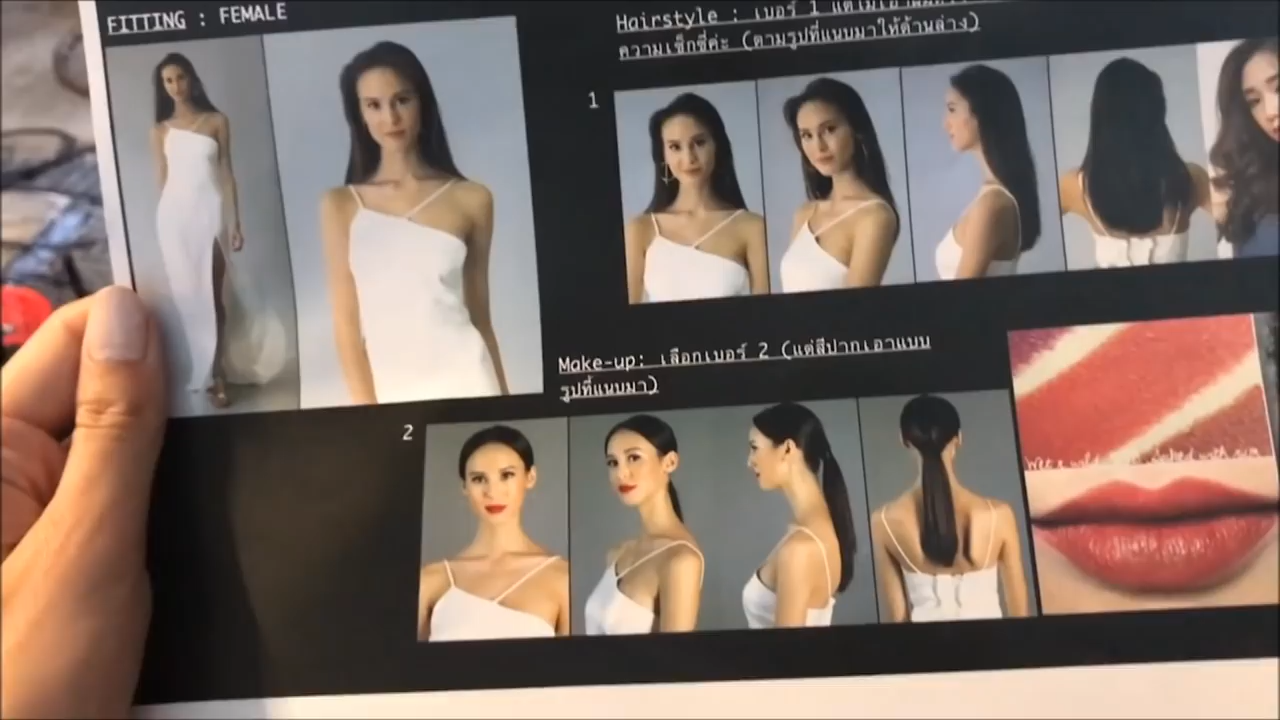 FITTING : FEMALE
Hairstyle : เบอร์ 1
ความเซ็กซี่ค่ะ (ตามรูปที่แนบมาให้ด้านล่าง)
1
Make-up: เลือกเบอร์ 2 (แต่สีปากเอาแบบ
รูปที่แนบมา)
2